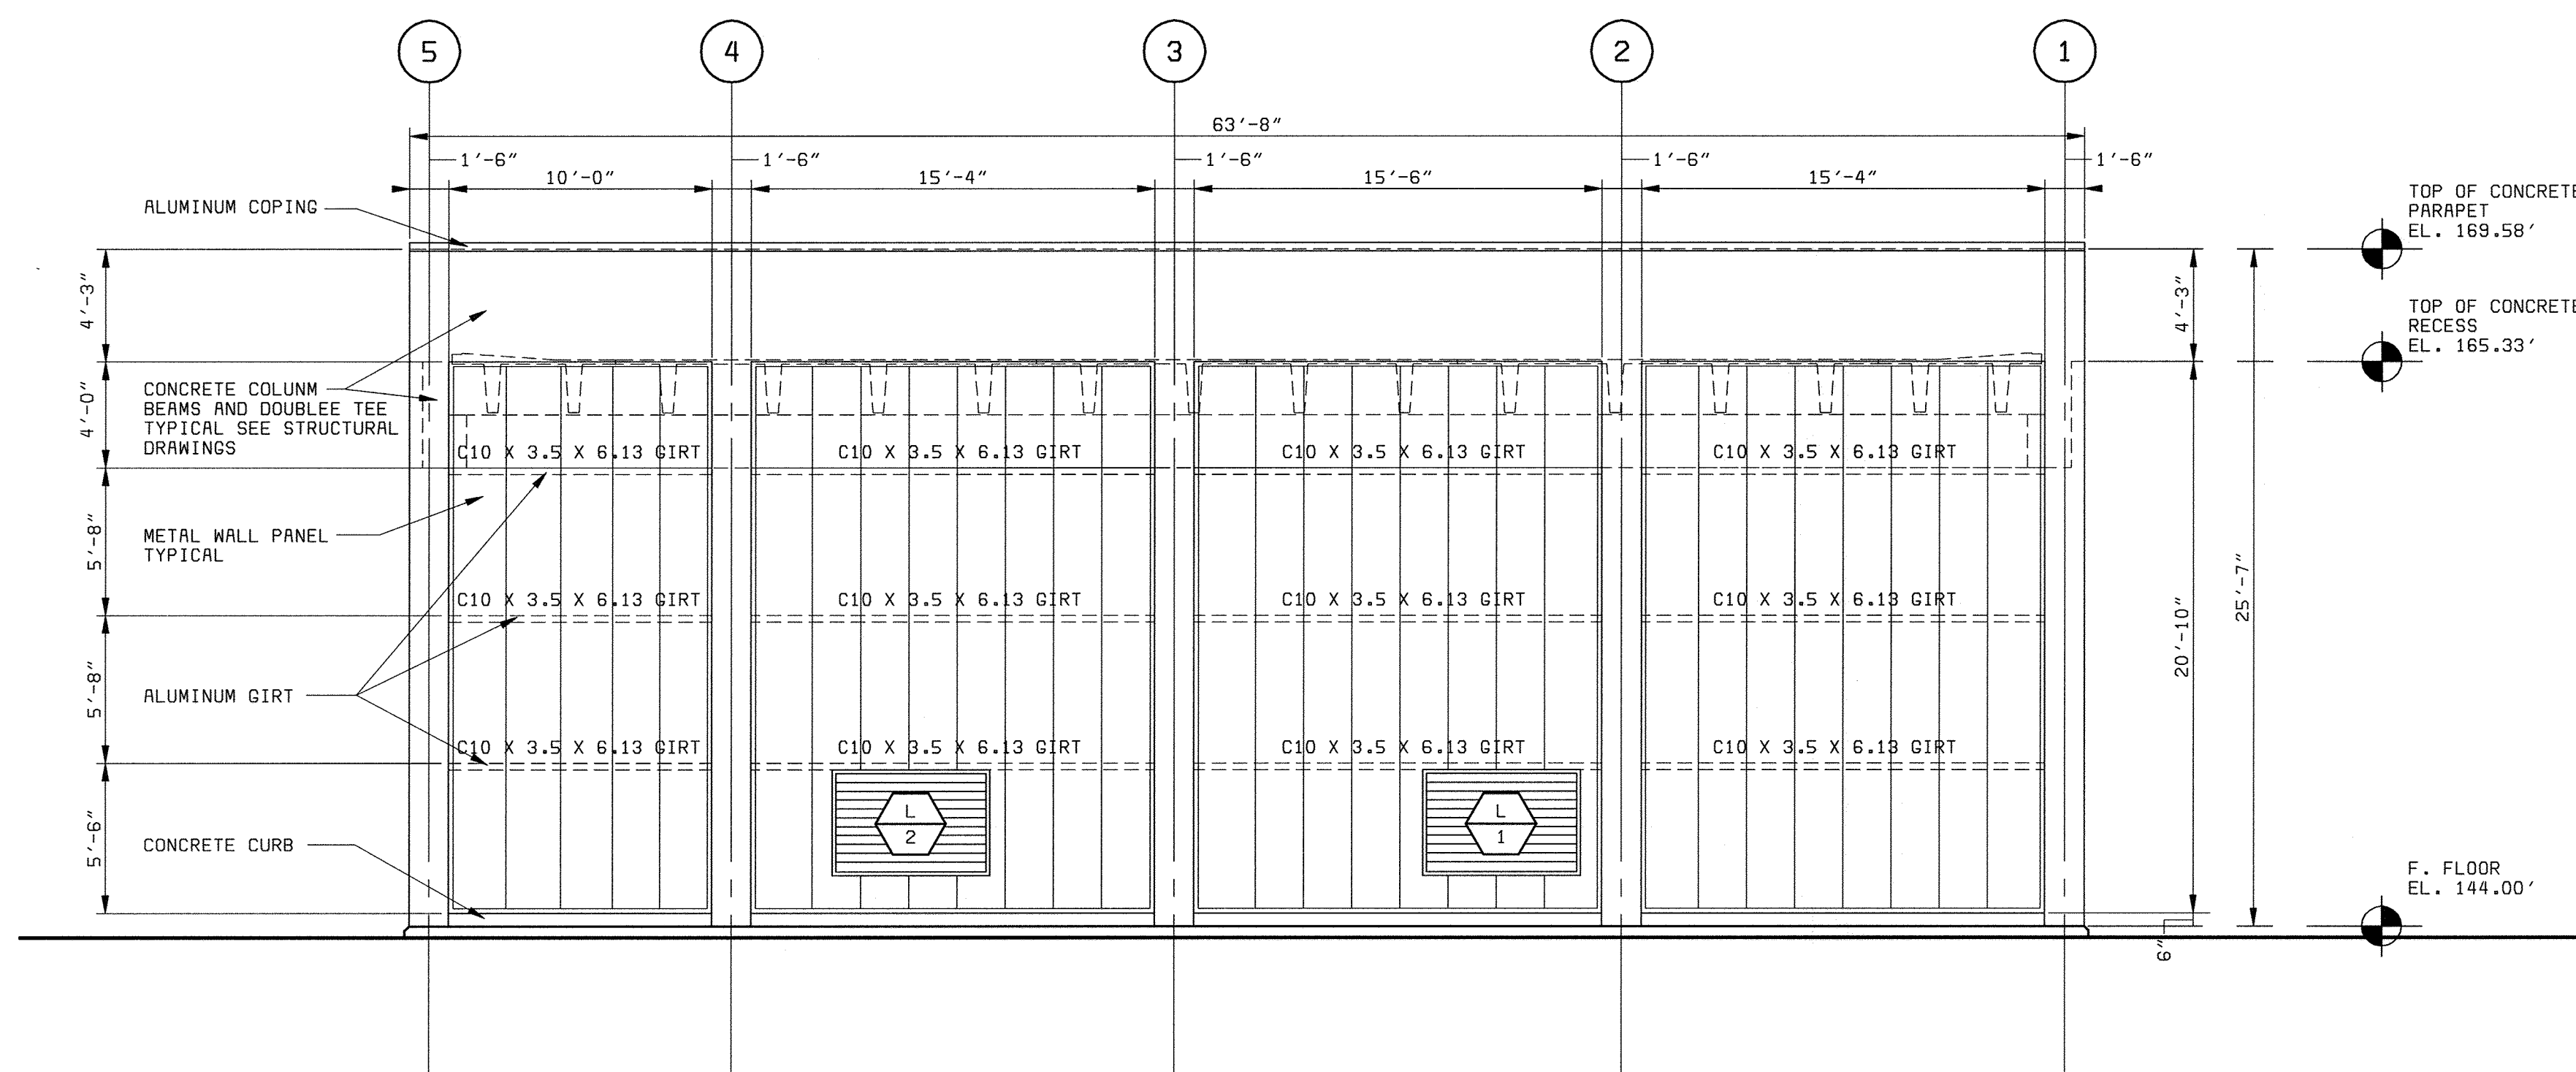 5
4
3
2
1
63'-8"
1'-6"
1'-6"
1'-6"
1'-6"
1'-6"
10'-0"
15'-4"
15'-6"
15'-4"
ALUMINUM COPING
TOP OF CONCRETE
PARAPET
EL. 169.58'
4'-3"
4'-3"
TOP OF CONCRETE
RECESS
EL. 165.33'
CONCRETE COLUNM
BEAMS AND DOUBLEE TEE
TYPICAL SEE STRUCTURAL
DRAWINGS
4'-0"
C10 X 3.5 X 6.13 GIRT
C10 X 3.5 X 6.13 GIRT
C10 X 3.5 X 6.13 GIRT
C10 X 3.5 X 6.13 GIRT
METAL WALL PANEL
TYPICAL
5'-8"
C10 X 3.5 X 6.13 GIRT
C10 X 3.5 X 6.13 GIRT
C10 X 3.5 X 6.13 GIRT
C10 X 3.5 X 6.13 GIRT
20'-10"
25'-7"
ALUMINUM GIRT
5'-8"
C10 X 3.5 X 6.13 GIRT
C10 X 3.5 X 6.13 GIRT
C10 X 3.5 X 6.13 GIRT
C10 X 3.5 X 6.13 GIRT
L
2
L
1
CONCRETE CURB
5'-6"
F. FLOOR
EL. 144.00'
6"